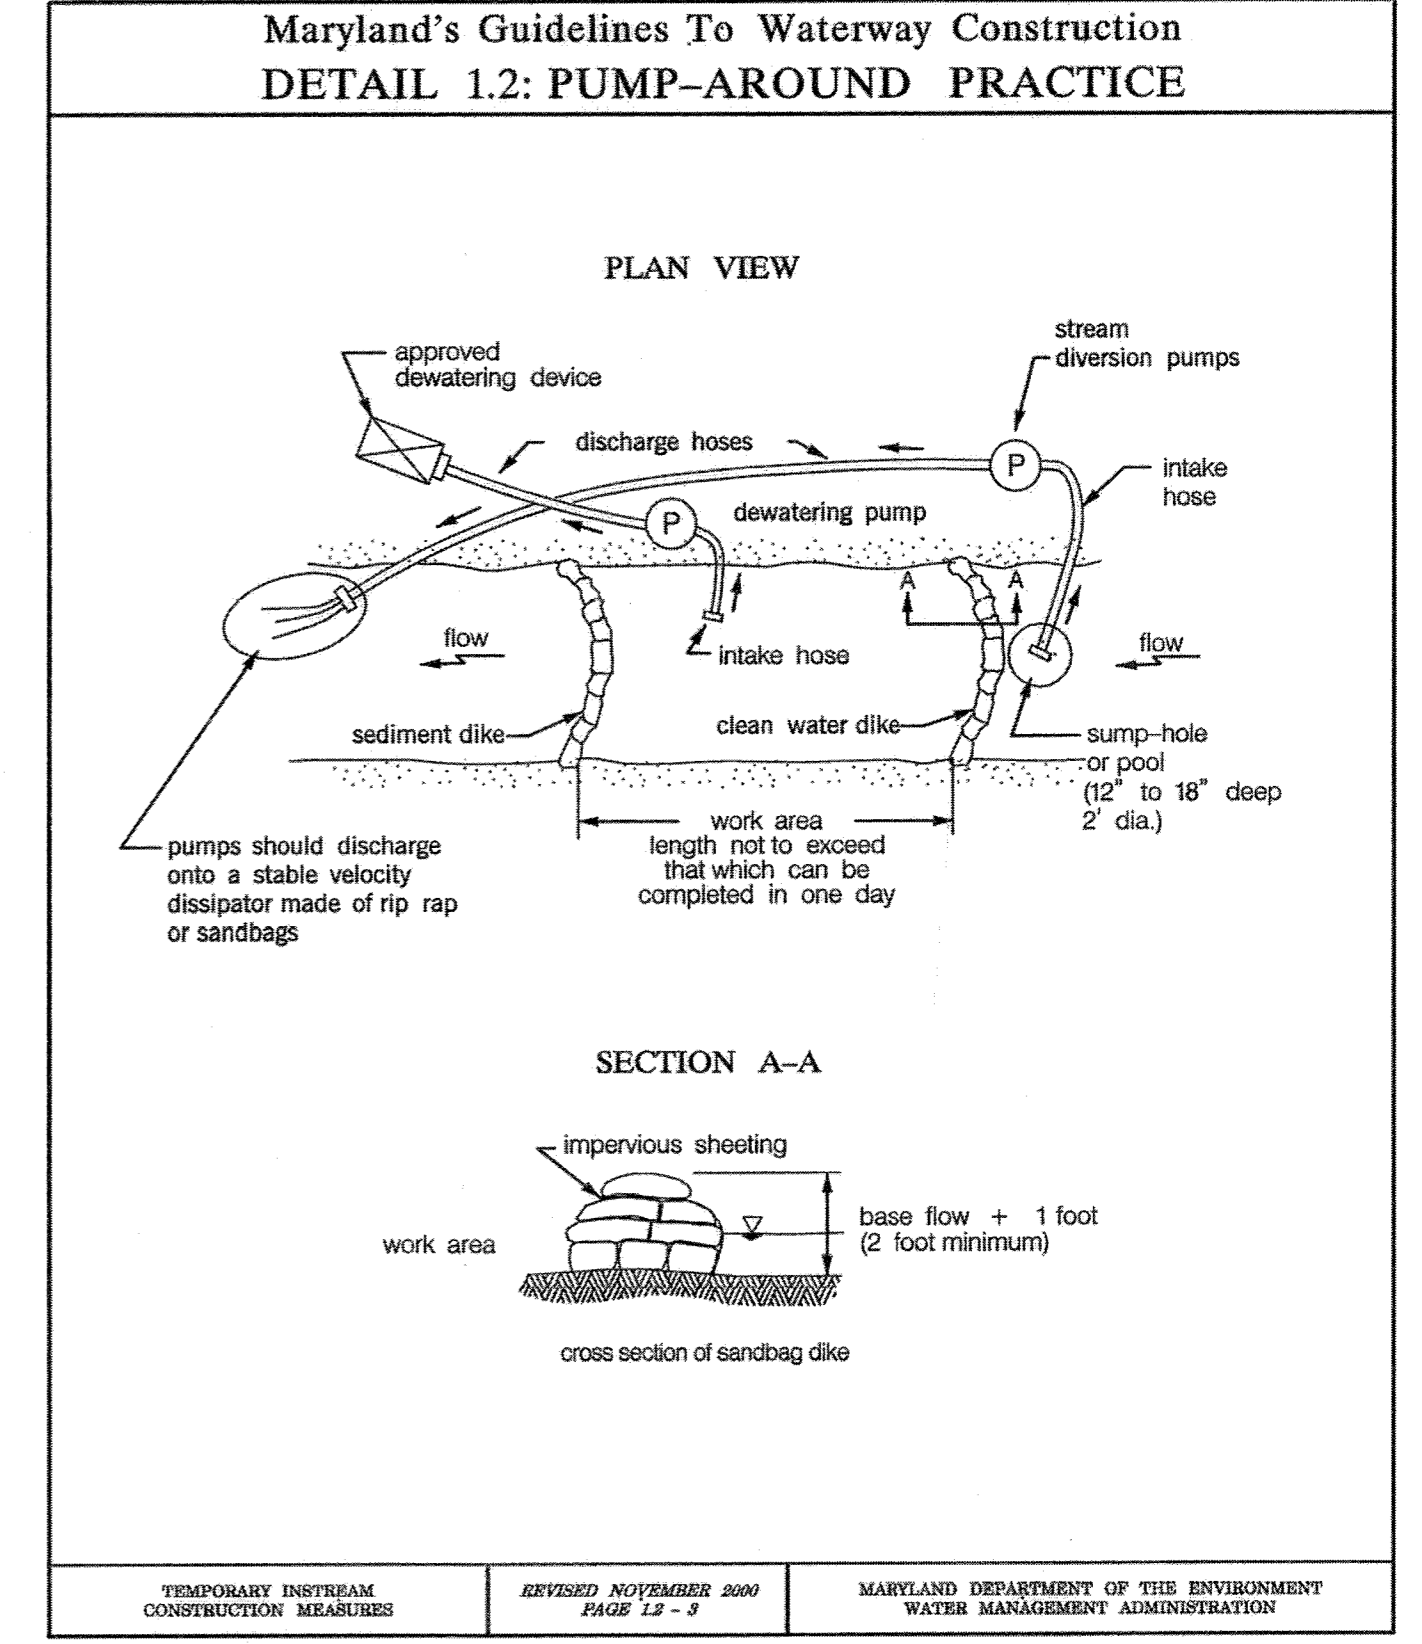 Maryland's Guidelines To Waterway Construction
DETAIL 1.2: PUMP–AROUND PRACTICE
PLAN VIEW
stream
diversion pumps
approved
dewatering device
discharge hoses
P
intake
hose
P
dewatering pump
A
A
flow
intake hose
flow
sediment dike
clean water dike
sump–hole
or pool
(12" to 18" deep
2' dia.)
work area
length not to exceed
that which can be
completed in one day
pumps should discharge
onto a stable velocity
dissipator made of rip rap
or sandbags
SECTION A–A
impervious sheeting
base flow + 1 foot
(2 foot minimum)
work area
cross section of sandbag dike
TEMPORARY INSTREAM
CONSTRUCTION MEASURES
REVISED NOVEMBER 2000
PAGE 1.2 - 3
MARYLAND DEPARTMENT OF THE ENVIRONMENT
WATER MANAGEMENT ADMINISTRATION